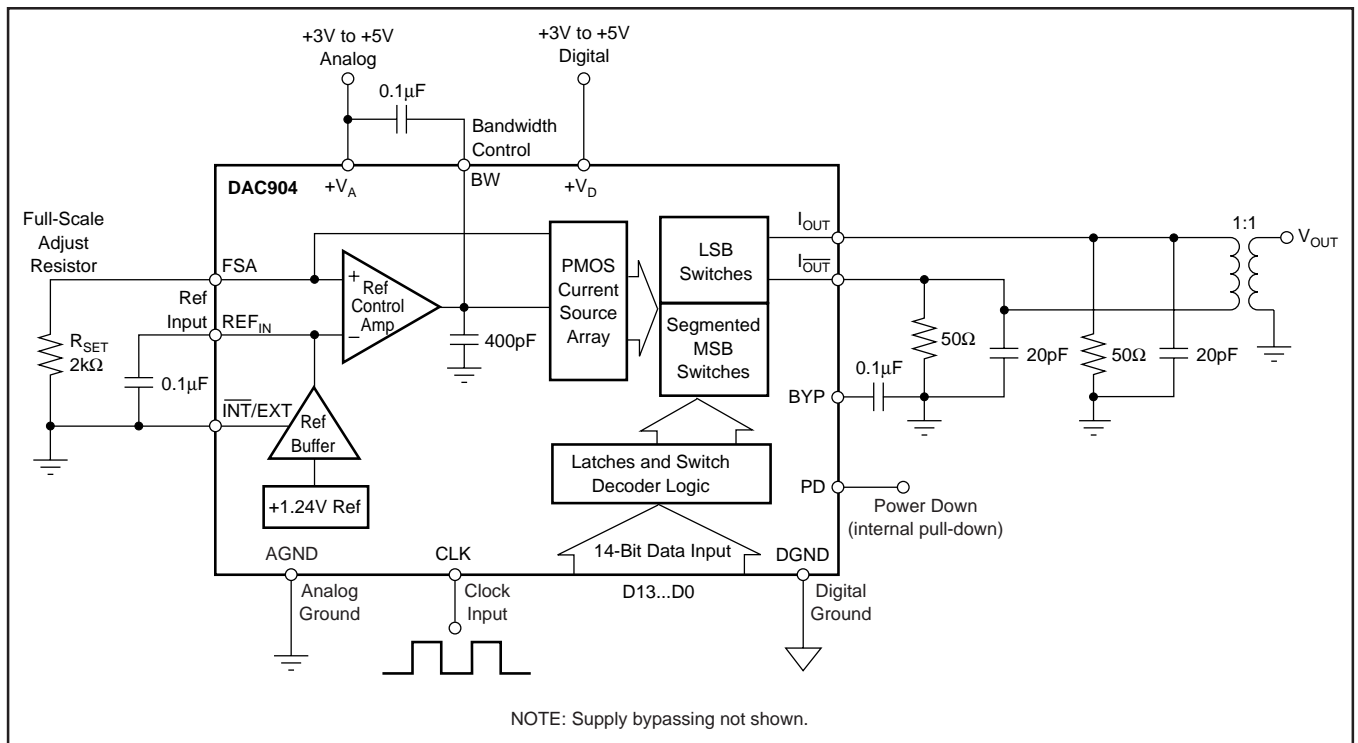 +3V to +5V
Analog
+3V to +5V
Digital
0.1µF
Bandwidth
Control
DAC904
+VA
BW
+VD
Full-Scale
Adjust
Resistor
FSA
Ref
Input
REFIN
RSET
2kΩ
0.1µF
I̅N̅T̅/EXT
+
Ref
Control
Amp
–
400pF
Ref
Buffer
+1.24V Ref
PMOS
Current
Source
Array
LSB
Switches
Segmented
MSB
Switches
Latches and Switch
Decoder Logic
14-Bit Data Input
D13...D0
IOUT
IO̅U̅T̅
1:1
VOUT
50Ω
20pF
50Ω
20pF
0.1µF
BYP
PD
Power Down
(internal pull-down)
AGND
Analog
Ground
CLK
Clock
Input
DGND
Digital
Ground
NOTE: Supply bypassing not shown.